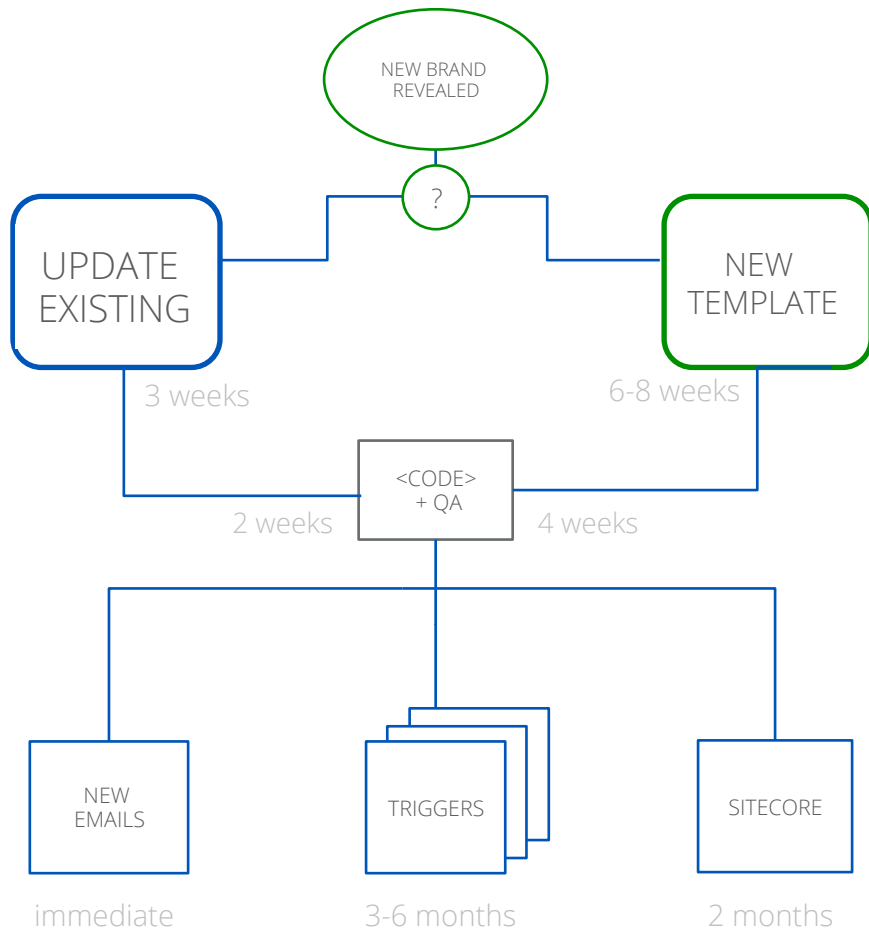 NEW BRAND
REVEALED
?
UPDATE
EXISTING
NEW
TEMPLATE
3 weeks
6-8 weeks
<CODE>
+ QA
2 weeks
4 weeks
NEW
EMAILS
TRIGGERS
SITECORE
immediate
3-6 months
2 months